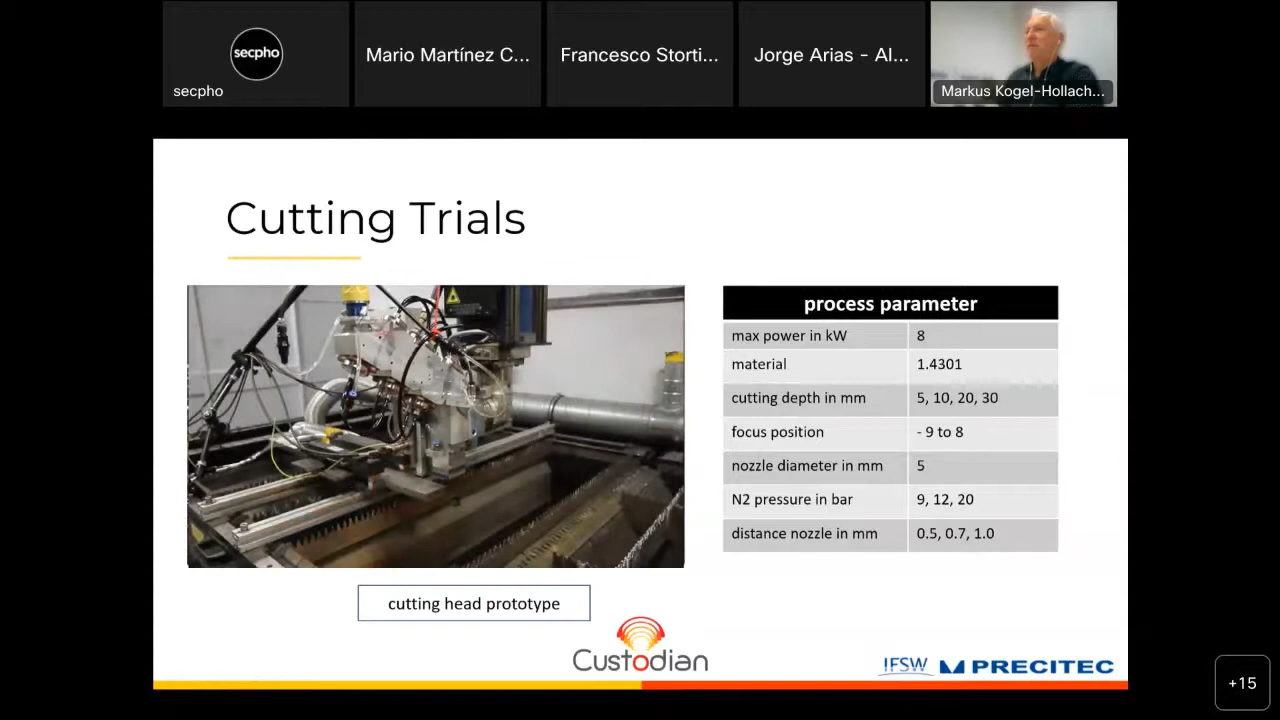 secpho
secpho
Mario Martínez C...
Francesco Storti...
Jorge Arias - Al...
Markus Kogel-Hollach...
Cutting Trials
process parameter
max power in kW 8
material 1.4301
cutting depth in mm 5, 10, 20, 30
focus position - 9 to 8
nozzle diameter in mm 5
N2 pressure in bar 9, 12, 20
distance nozzle in mm 0.5, 0.7, 1.0
cutting head prototype
Custodian
IFSW PRECITEC
+15